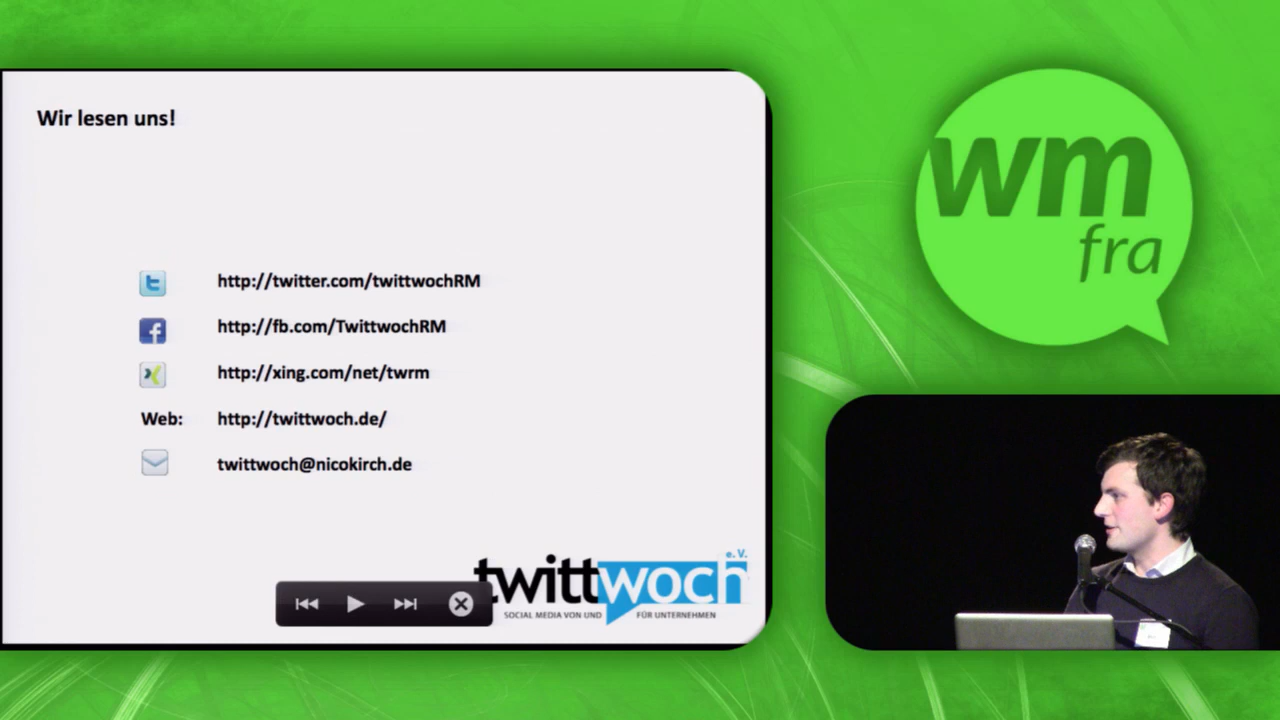 Wir lesen uns!
http://twitter.com/twittwochRM
http://fb.com/TwittwochRM
http://xing.com/net/twrm
Web: http://twittwoch.de/
twittwoch@nicokirch.de
twittwoch e.V.
SOCIAL MEDIA VON UND FÜR UNTERNEHMEN
wm
fra